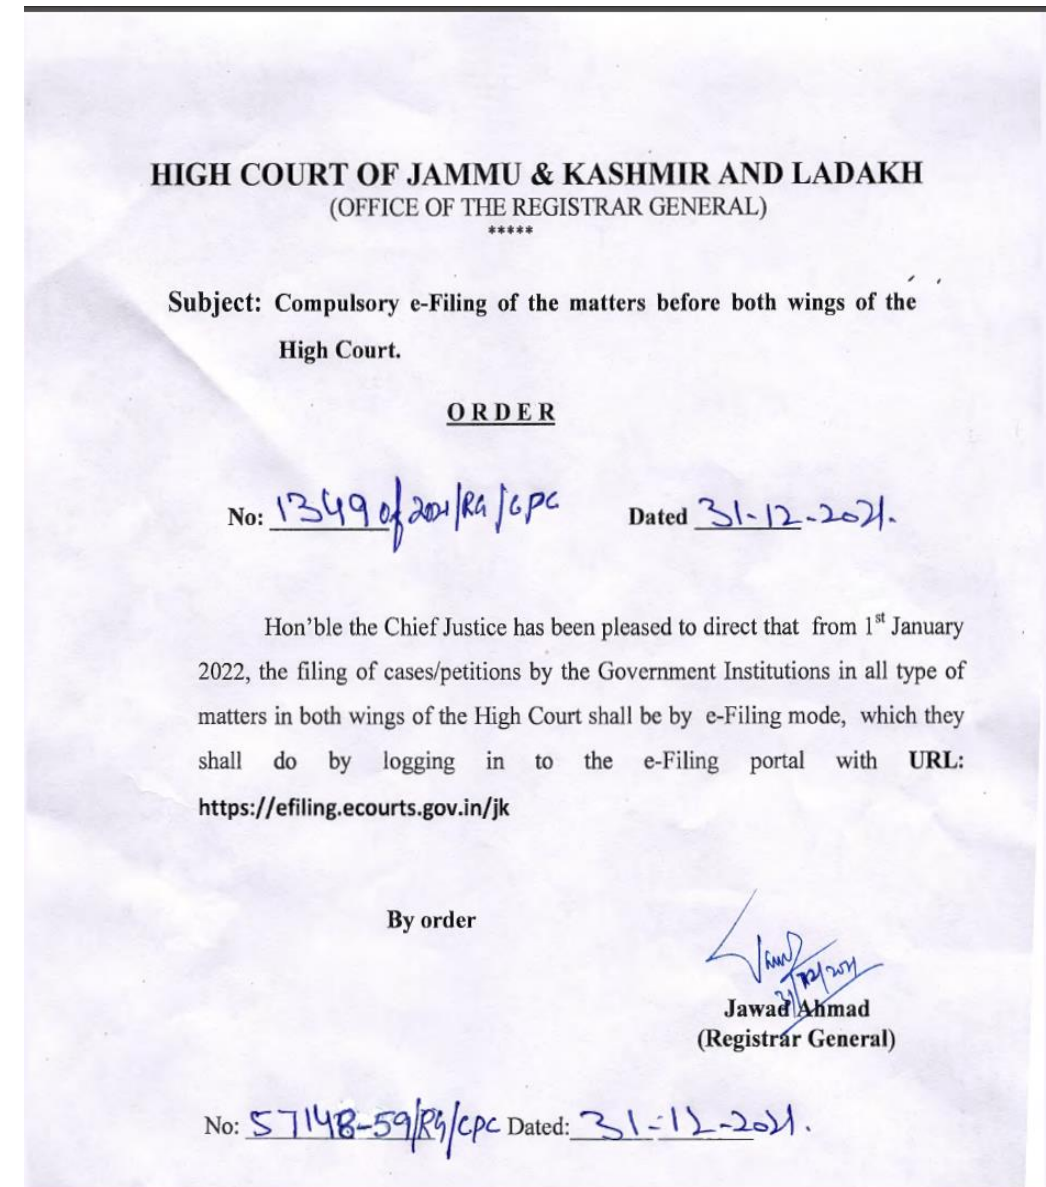 HIGH COURT OF JAMMU & KASHMIR AND LADAKH
(OFFICE OF THE REGISTRAR GENERAL)
*****
Subject: Compulsory e-Filing of the matters before both wings of the
High Court.
ORDER
No: 1349 of 2021/RG/CPC Dated 31-12-2021.
Hon'ble the Chief Justice has been pleased to direct that from 1st January
2022, the filing of cases/petitions by the Government Institutions in all type of
matters in both wings of the High Court shall be by e-Filing mode, which they
shall do by logging in to the e-Filing portal with URL:
https://efiling.ecourts.gov.in/jk
By order
31/12/2021
Jawad Ahmad
(Registrar General)
No: 57148-59/RG/CPC Dated: 31-12-2021.